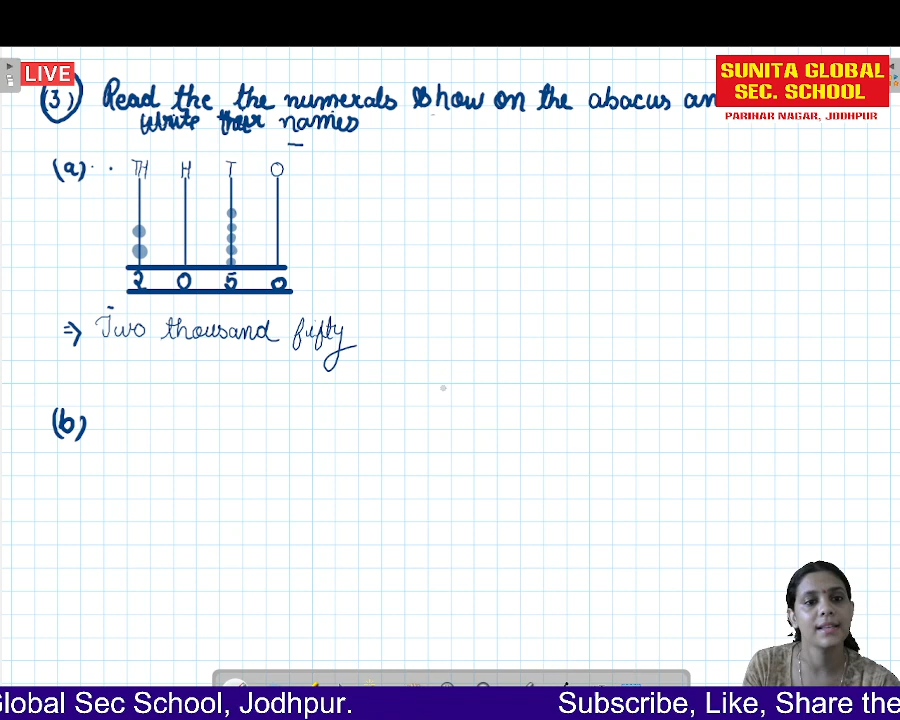 LIVE
SUNITA GLOBAL
SEC. SCHOOL
PARIHAR NAGAR, JODHPUR
(3) Read the the numerals show on the abacus an
write their names
(a) TH H T O
2 0 5 0
⇒ Two thousand fifty
(b)
Global Sec School, Jodhpur. Subscribe, Like, Share the